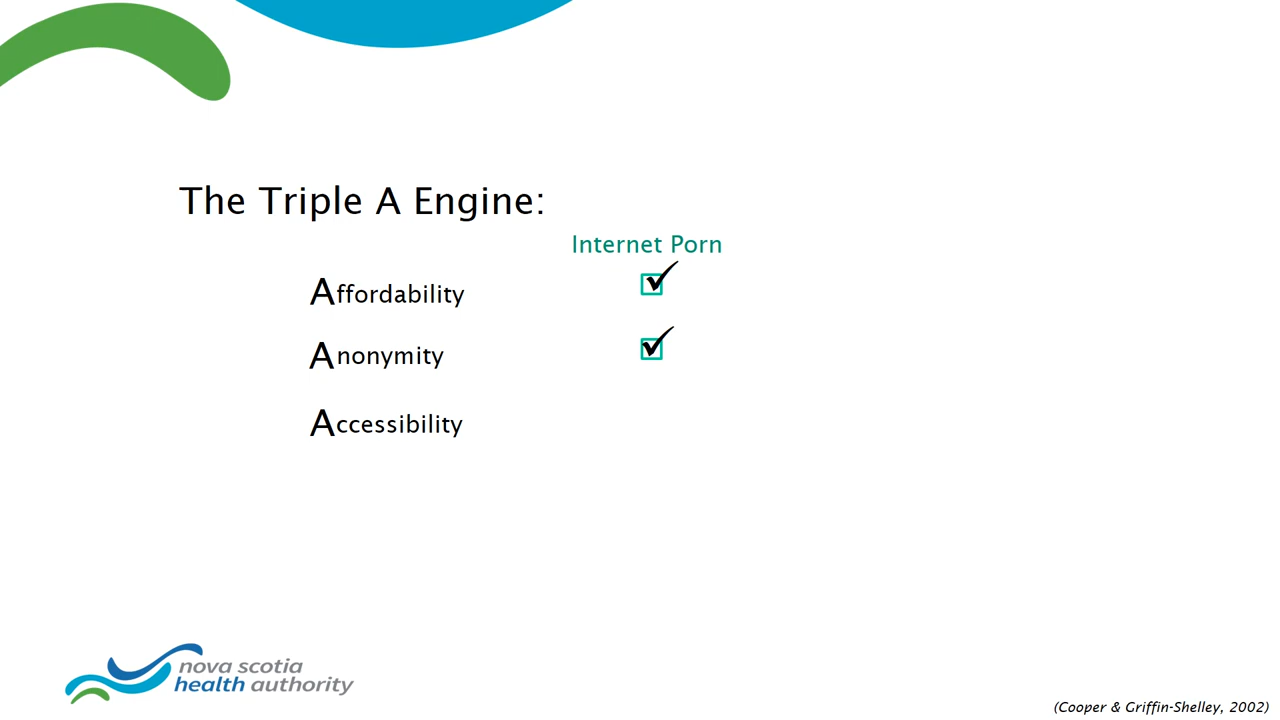 The Triple A Engine:
Internet Porn
Affordability
Anonymity
Accessibility
nova scotia
health authority
(Cooper & Griffin-Shelley, 2002)